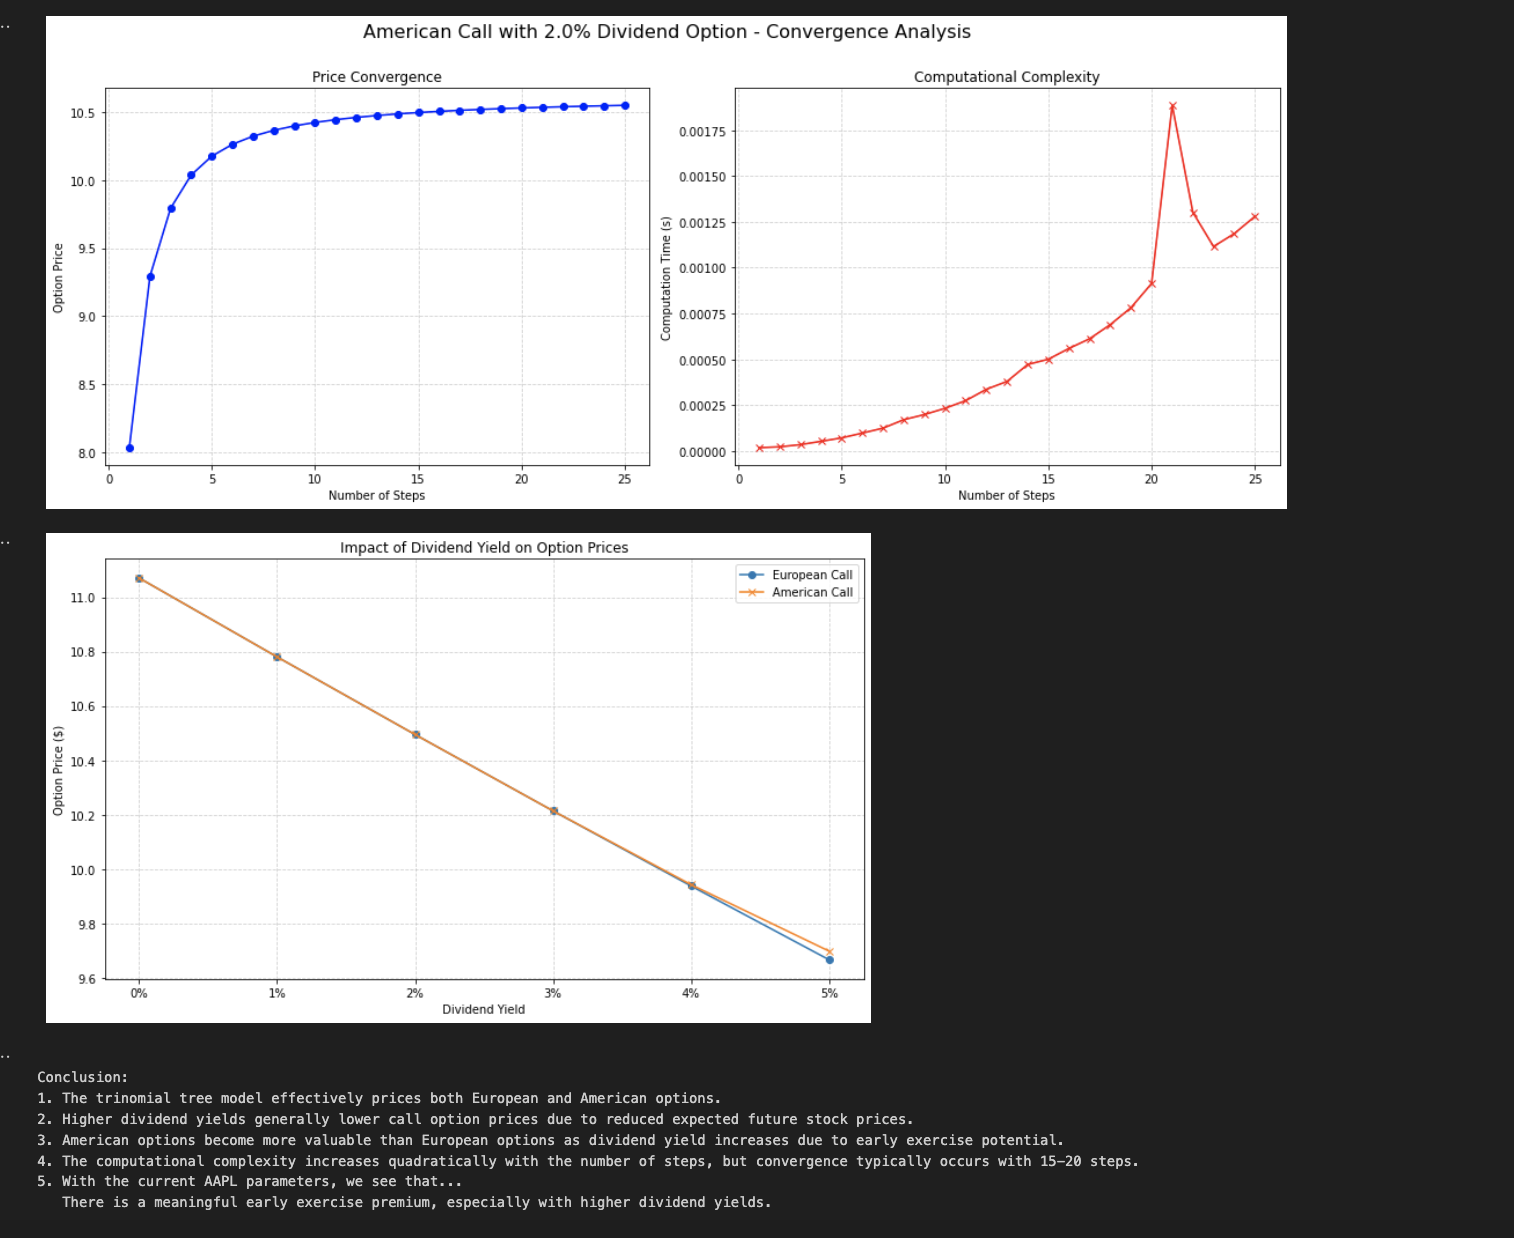 American Call with 2.0% Dividend Option - Convergence Analysis
Price Convergence
Option Price
10.5
10.0
9.5
9.0
8.5
8.0
0 5 10 15 20 25
Number of Steps
Computational Complexity
Computation Time (s)
0.00175
0.00150
0.00125
0.00100
0.00075
0.00050
0.00025
0.00000
0 5 10 15 20 25
Number of Steps
Impact of Dividend Yield on Option Prices
European Call
American Call
Option Price ($)
11.0
10.8
10.6
10.4
10.2
10.0
9.8
9.6
0% 1% 2% 3% 4% 5%
Dividend Yield
Conclusion:
1. The trinomial tree model effectively prices both European and American options.
2. Higher dividend yields generally lower call option prices due to reduced expected future stock prices.
3. American options become more valuable than European options as dividend yield increases due to early exercise potential.
4. The computational complexity increases quadratically with the number of steps, but convergence typically occurs with 15–20 steps.
5. With the current AAPL parameters, we see that...
There is a meaningful early exercise premium, especially with higher dividend yields.